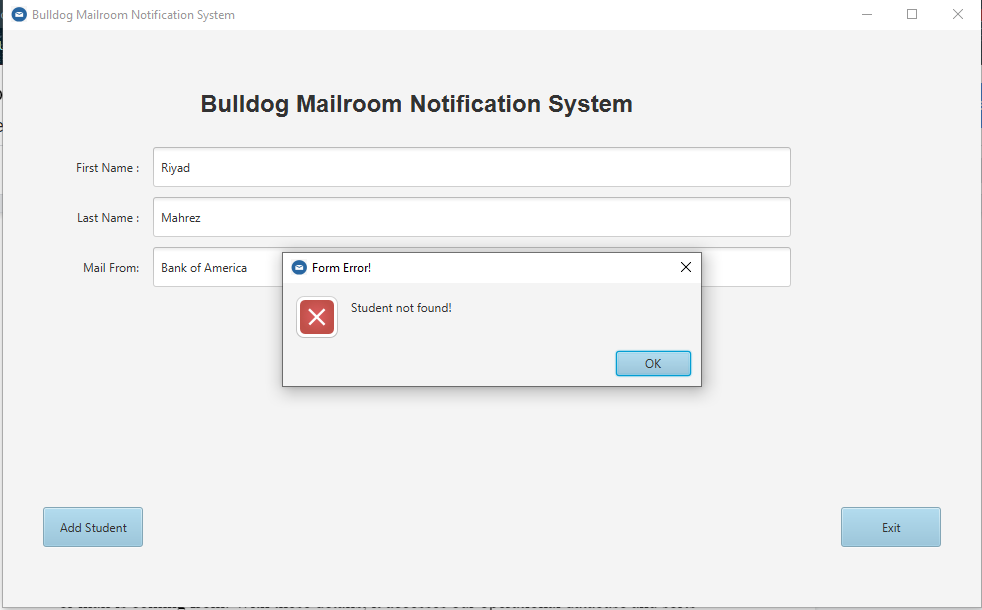 Bulldog Mailroom Notification System
Bulldog Mailroom Notification System
First Name :
Riyad
Last Name :
Mahrez
Mail From:
Bank of America
Form Error!
Student not found!
OK
Add Student
Exit